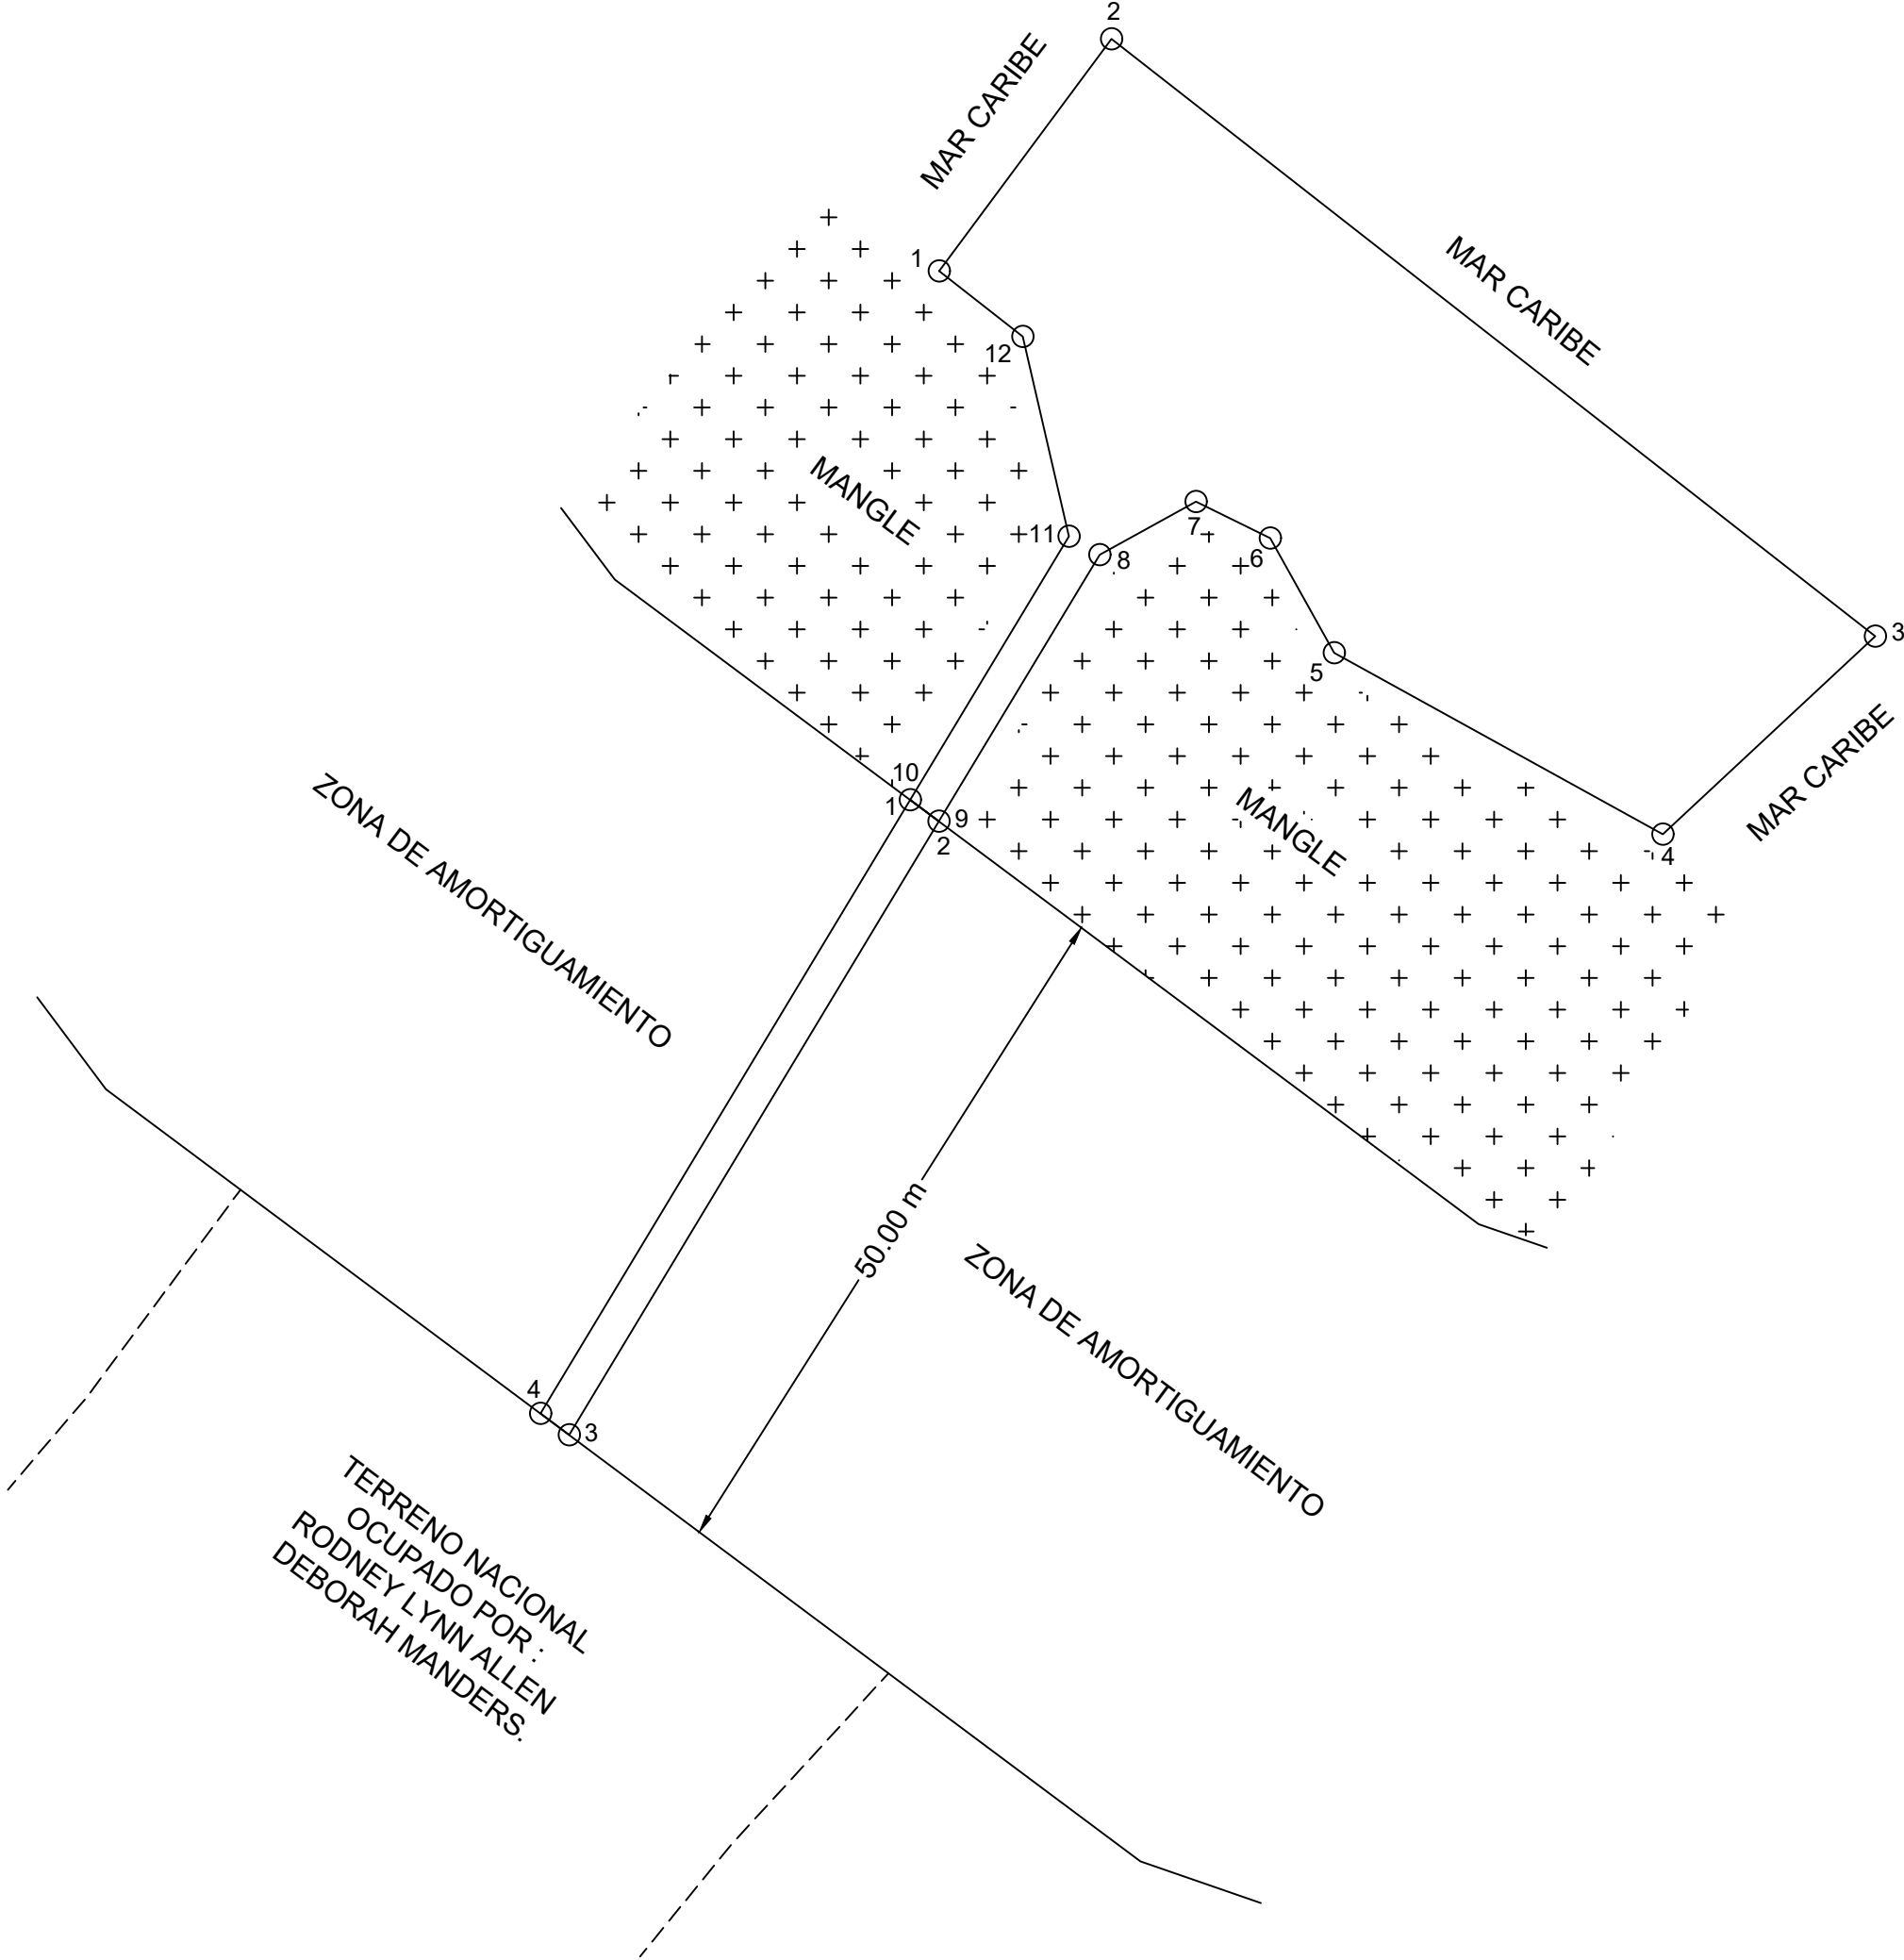 2
MAR CARIBE
1
MAR CARIBE
12
MANGLE
11
7
8
6
3
5
MAR CARIBE
10
1
9
2
MANGLE
4
ZONA DE AMORTIGUAMIENTO
50.00 m
ZONA DE AMORTIGUAMIENTO
4
3
TERRENO NACIONAL
OCUPADO POR :
RODNEY LYNN ALLEN
DEBORAH MANDERS.